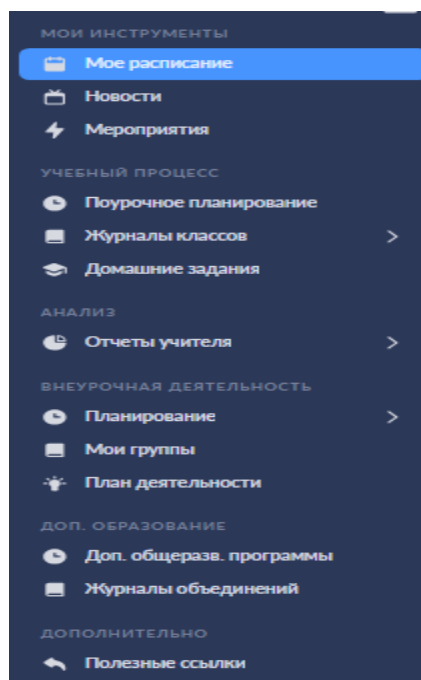 МОИ ИНСТРУМЕНТЫ
Мое расписание
Новости
Мероприятия
УЧЕБНЫЙ ПРОЦЕСС
Поурочное планирование
Журналы классов
Домашние задания
АНАЛИЗ
Отчеты учителя
ВНЕУРОЧНАЯ ДЕЯТЕЛЬНОСТЬ
Планирование
Мои группы
План деятельности
ДОП. ОБРАЗОВАНИЕ
Доп. общеразв. программы
Журналы объединений
ДОПОЛНИТЕЛЬНО
Полезные ссылки